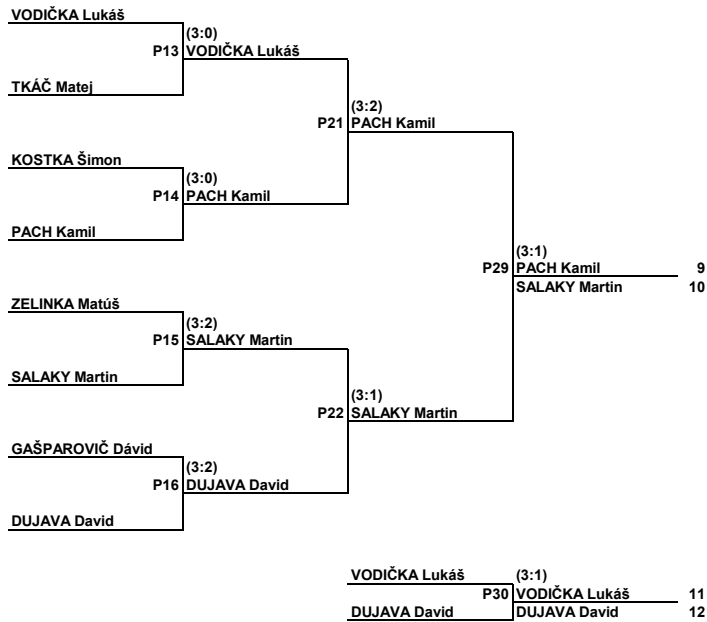 VODIČKA Lukáš
(3:0)
P13 VODIČKA Lukáš
TKÁČ Matej
(3:2)
P21 PACH Kamil
KOSTKA Šimon
(3:0)
P14 PACH Kamil
PACH Kamil
(3:1)
P29 PACH Kamil 9
SALAKY Martin 10
ZELINKA Matúš
(3:2)
P15 SALAKY Martin
SALAKY Martin
(3:1)
P22 SALAKY Martin
GAŠPAROVIČ Dávid
(3:2)
P16 DUJAVA David
DUJAVA David
VODIČKA Lukáš (3:1)
P30 VODIČKA Lukáš 11
DUJAVA David DUJAVA David 12